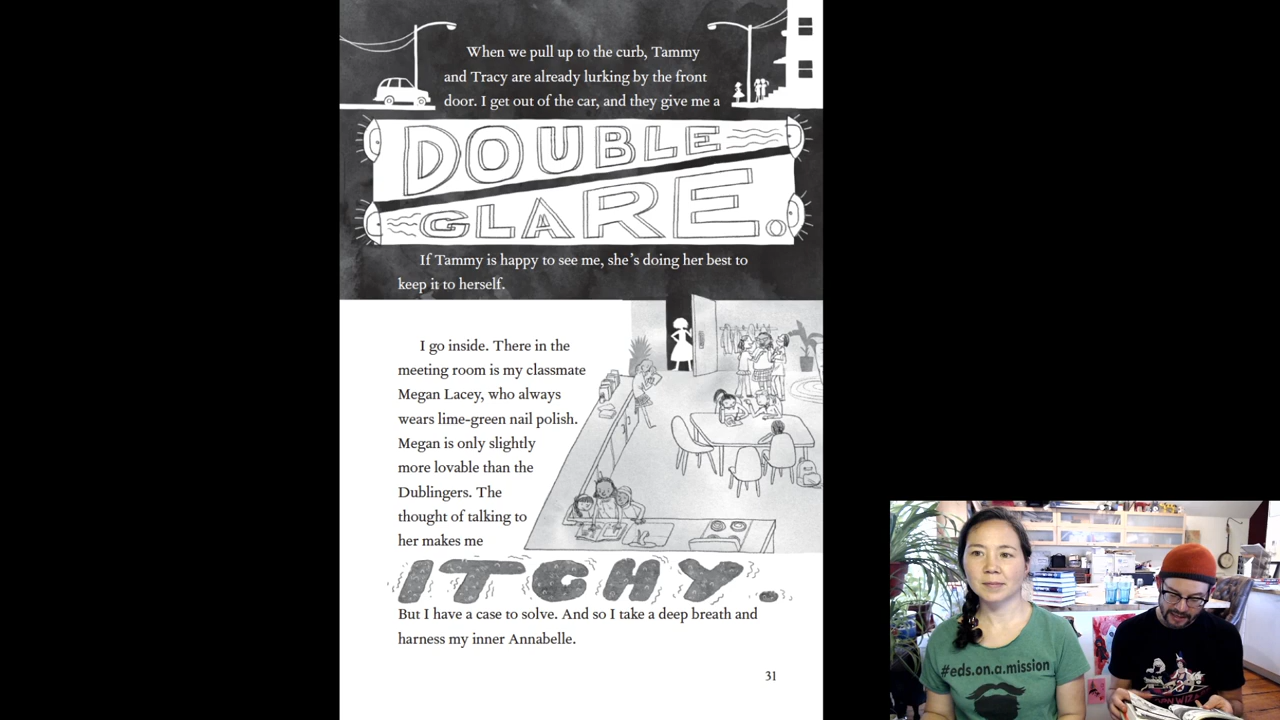 When we pull up to the curb, Tammy
and Tracy are already lurking by the front
door. I get out of the car, and they give me a
DOUBLE
GLARE.
If Tammy is happy to see me, she's doing her best to
keep it to herself.
I go inside. There in the
meeting room is my classmate
Megan Lacey, who always
wears lime-green nail polish.
Megan is only slightly
more lovable than the
Dublingers. The
thought of talking to
her makes me
ITCHY.
But I have a case to solve. And so I take a deep breath and
harness my inner Annabelle.
31
#eds.on.a.mission